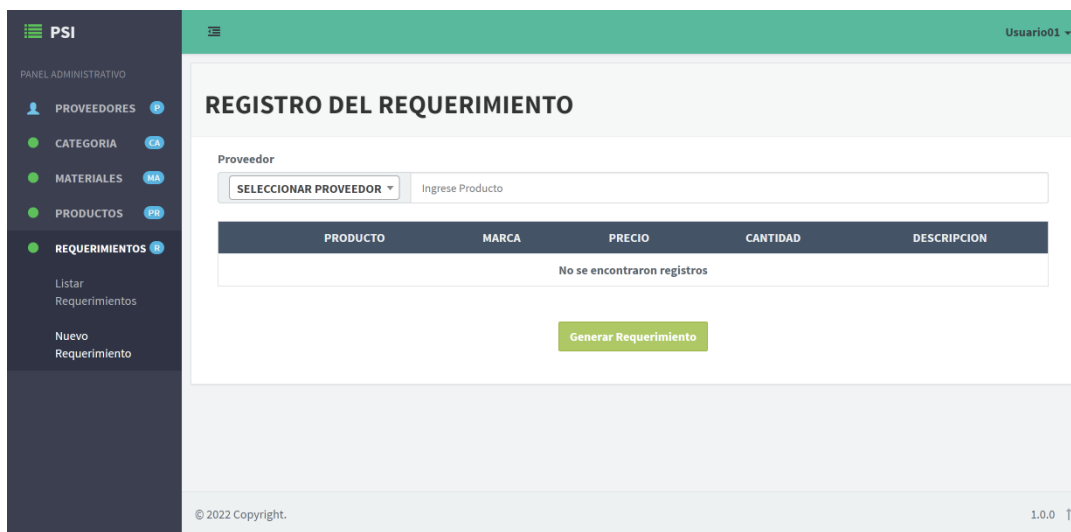 PSI
Usuario01
PANEL ADMINISTRATIVO
PROVEEDORES P
CATEGORIA CA
MATERIALES MA
PRODUCTOS PR
REQUERIMIENTOS R
Listar
Requerimientos
Nuevo
Requerimiento
REGISTRO DEL REQUERIMIENTO
Proveedor
SELECCIONAR PROVEEDOR Ingrese Producto
PRODUCTO MARCA PRECIO CANTIDAD DESCRIPCION
No se encontraron registros
Generar Requerimiento
© 2022 Copyright. 1.0.0